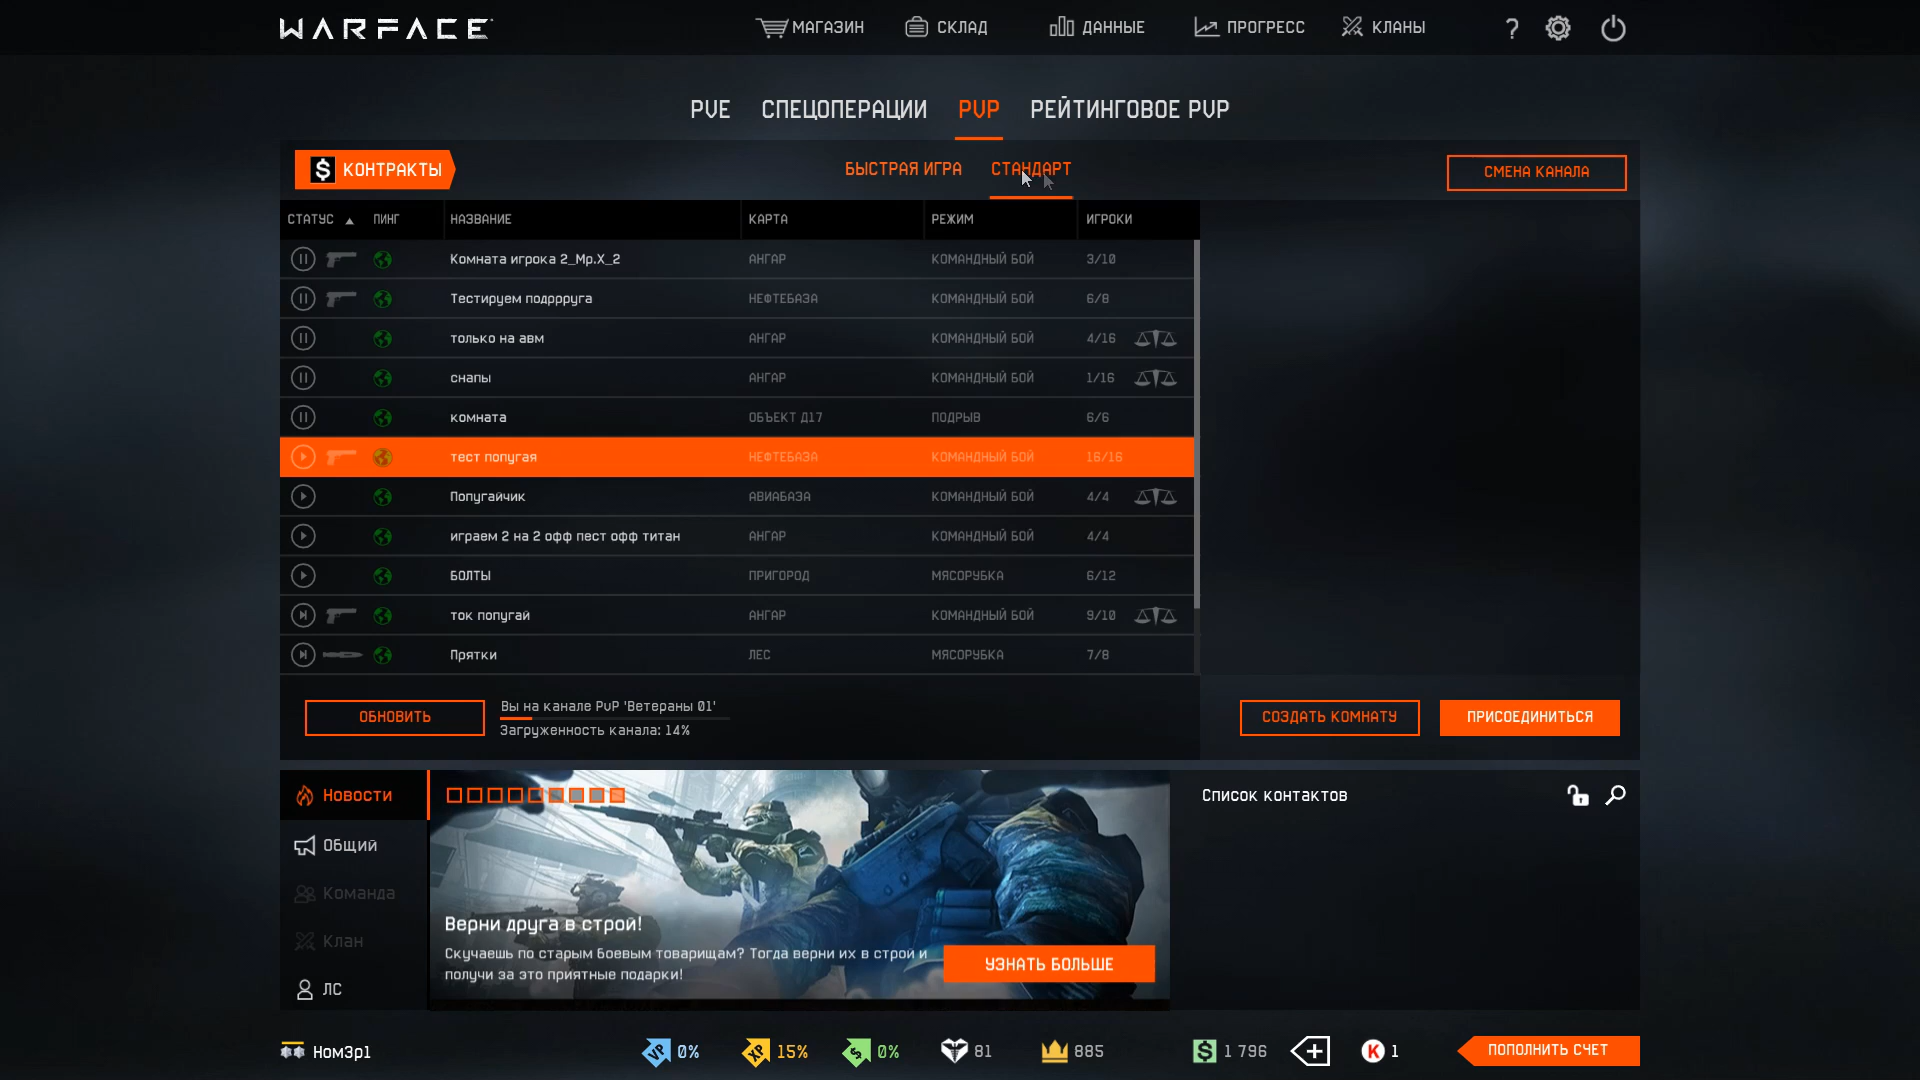 WARFACE
МАГАЗИН СКЛАД ДАННЫЕ ПРОГРЕСС КЛАНЫ ?
PVE СПЕЦОПЕРАЦИИ PVP РЕЙТИНГОВОЕ PVP
$ КОНТРАКТЫ БЫСТРАЯ ИГРА СТАНДАРТ СМЕНА КАНАЛА
СТАТУС ПИНГ НАЗВАНИЕ КАРТА РЕЖИМ ИГРОКИ
Комната игрока 2_Mp.X_2 АНГАР КОМАНДНЫЙ БОЙ 3/10
Тестируем подррруга НЕФТЕБАЗА КОМАНДНЫЙ БОЙ 6/8
только на авм АНГАР КОМАНДНЫЙ БОЙ 4/16
снапы АНГАР КОМАНДНЫЙ БОЙ 1/16
комната ОБЪЕКТ Д17 ПОДРЫВ 6/6
тест попугая НЕФТЕБАЗА КОМАНДНЫЙ БОЙ 16/16
Попугайчик АВИАБАЗА КОМАНДНЫЙ БОЙ 4/4
играем 2 на 2 офф пест офф титан АНГАР КОМАНДНЫЙ БОЙ 4/4
БОЛТЫ ПРИГОРОД МЯСОРУБКА 6/12
ток попугай АНГАР КОМАНДНЫЙ БОЙ 9/10
Прятки ЛЕС МЯСОРУБКА 7/8
ОБНОВИТЬ
Вы на канале PvP 'Ветераны 01'
Загруженность канала: 14%
СОЗДАТЬ КОМНАТУ ПРИСОЕДИНИТЬСЯ
Новости
Общий
Команда
Клан
ЛС
Верни друга в строй!
Скучаешь по старым боевым товарищам? Тогда верни их в строй и
получи за это приятные подарки!
УЗНАТЬ БОЛЬШЕ
Список контактов
Ном3р1 VP 0% XP 15% $ 0% 81 885 $ 1 796 K 1 ПОПОЛНИТЬ СЧЕТ